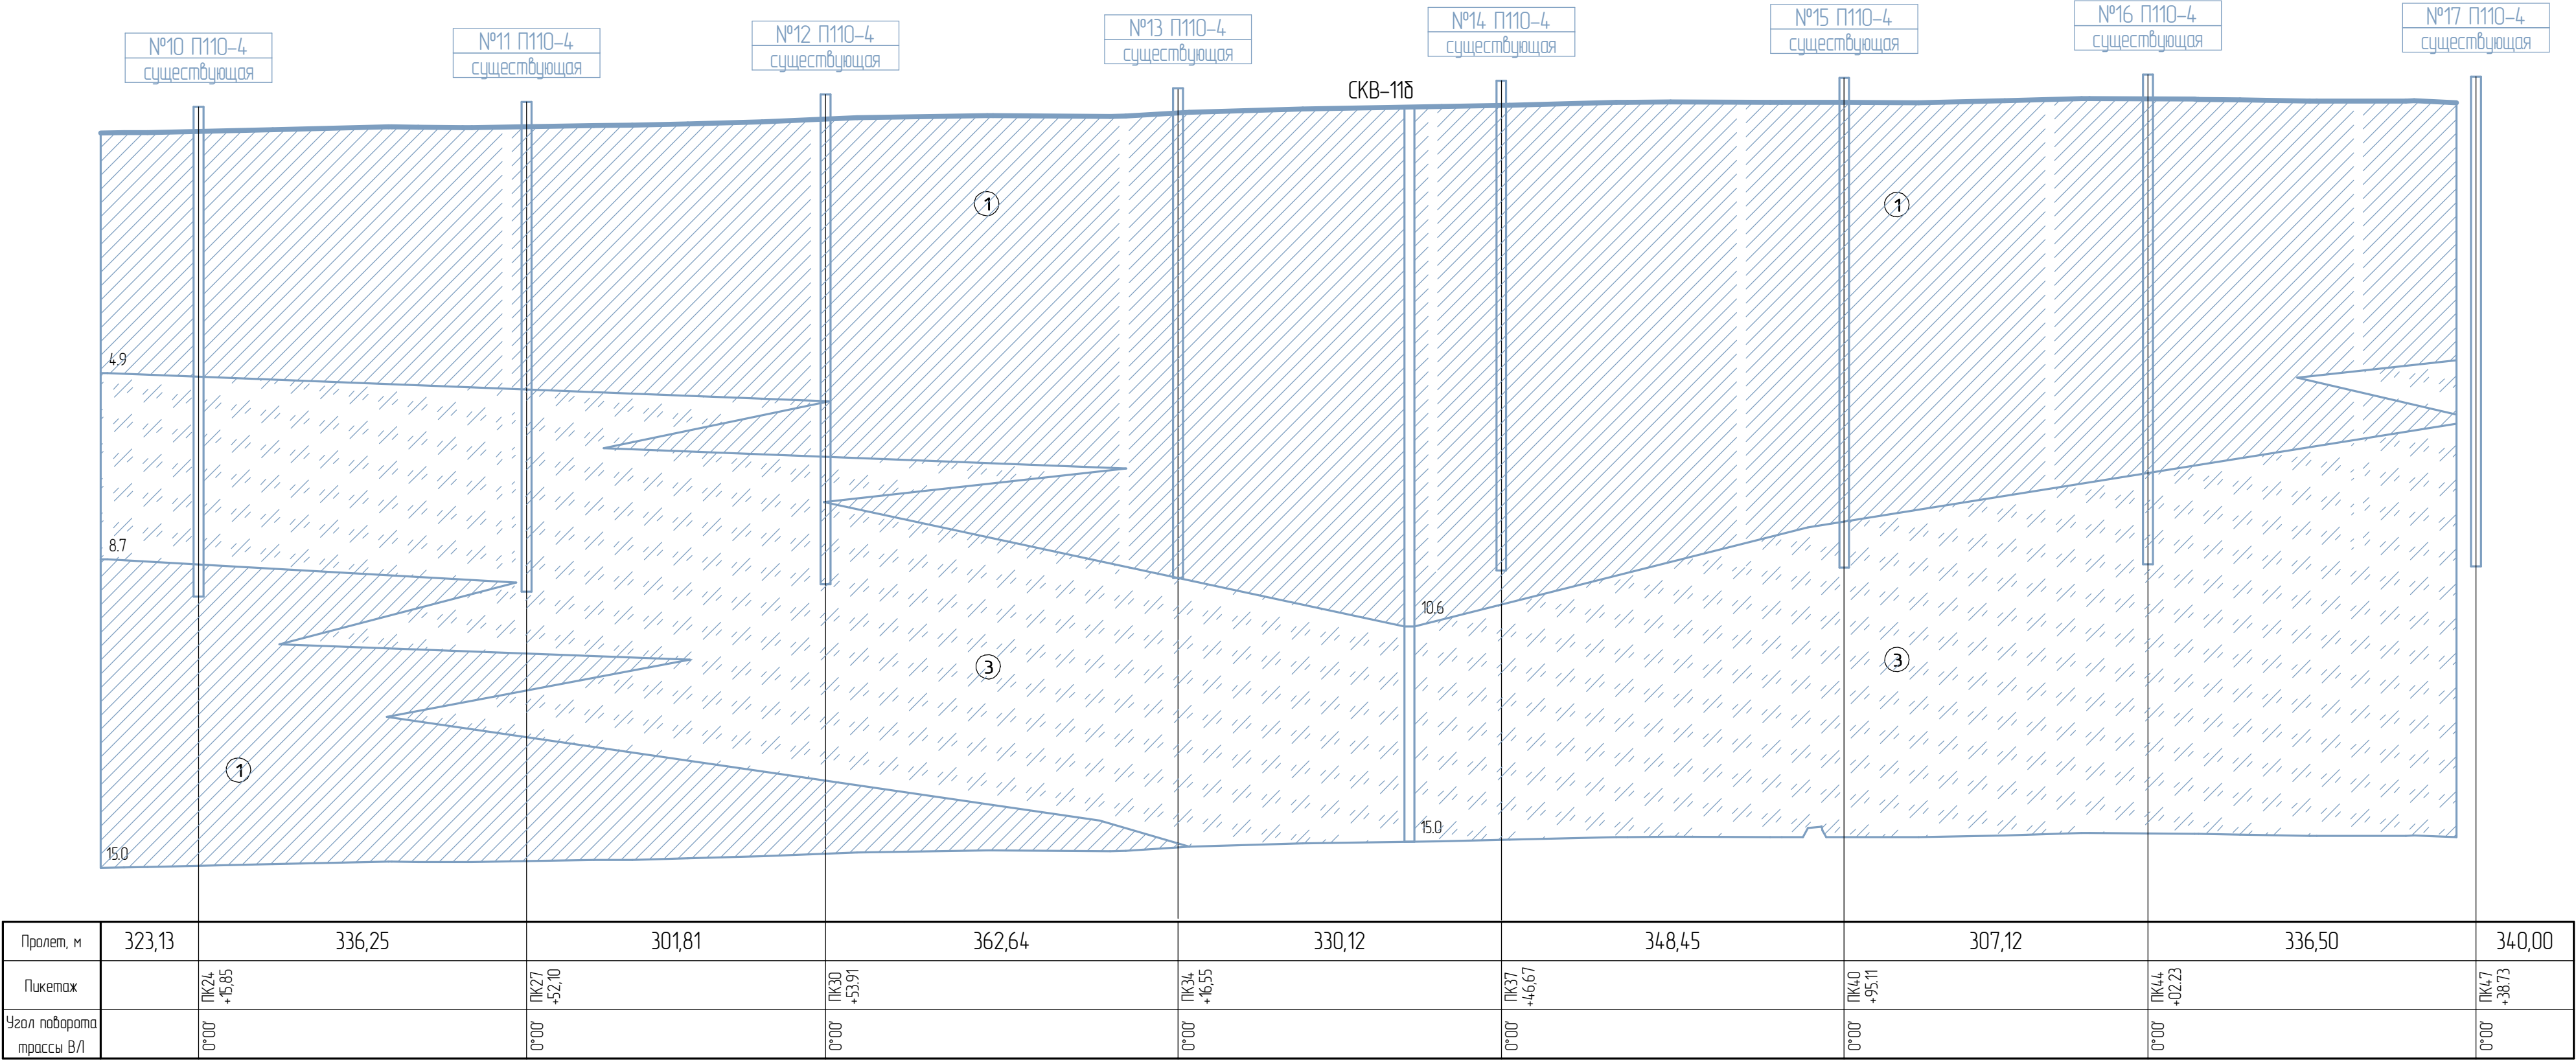 №10 П110-4
существующая
№11 П110-4
существующая
№12 П110-4
существующая
№13 П110-4
существующая
№14 П110-4
существующая
№15 П110-4
существующая
№16 П110-4
существующая
№17 П110-4
существующая
СКВ-11б
1
1
4.9
8.7
10.6
3
3
1
15.0
15.0
Пролет, м
323,13
336,25
301,81
362,64
330,12
348,45
307,12
336,50
340,00
Пикетаж
ПК24
+15,85
ПК27
+52,10
ПК30
+53.91
ПК34
+16,55
ПК37
+46,67
ПК40
+95.11
ПК44
+02.23
ПК47
+38.73
Угол поворота
трассы ВЛ
0°00'
0°00'
0°00'
0°00'
0°00'
0°00'
0°00'
0°00'